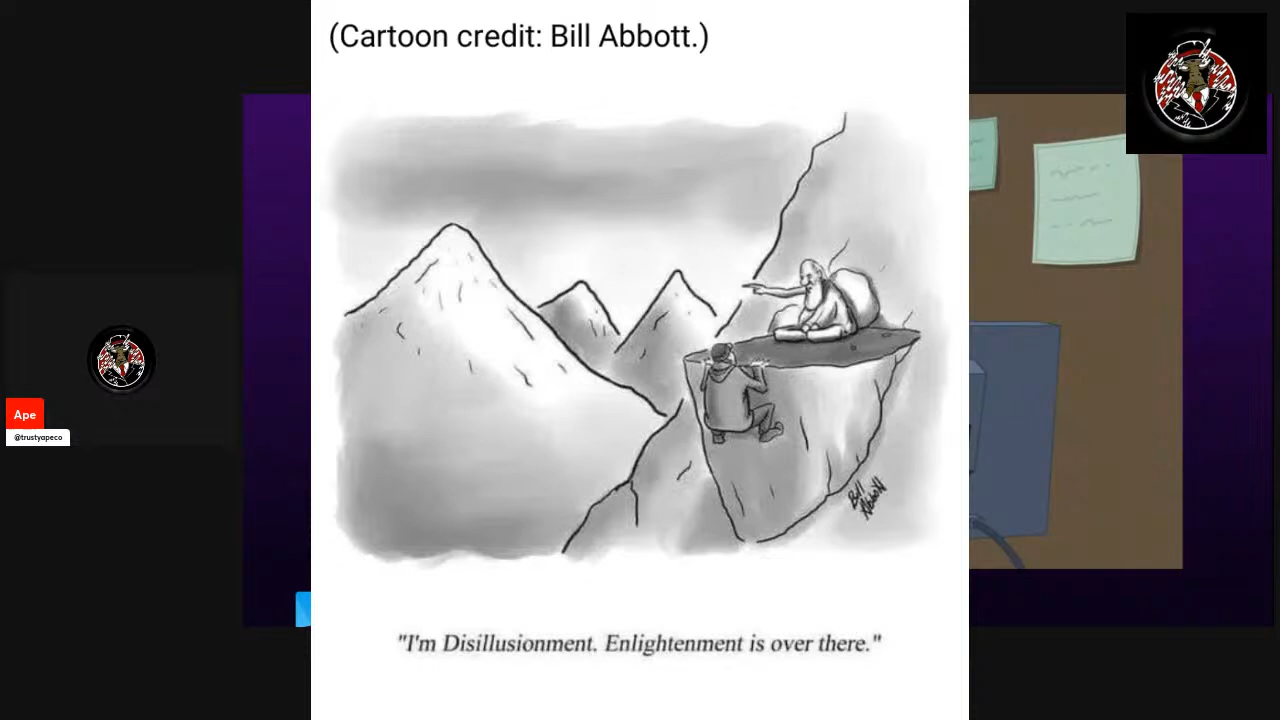 (Cartoon credit: Bill Abbott.)
Ape
@trustyapeco
Bill
Abbott
"I'm Disillusionment. Enlightenment is over there."